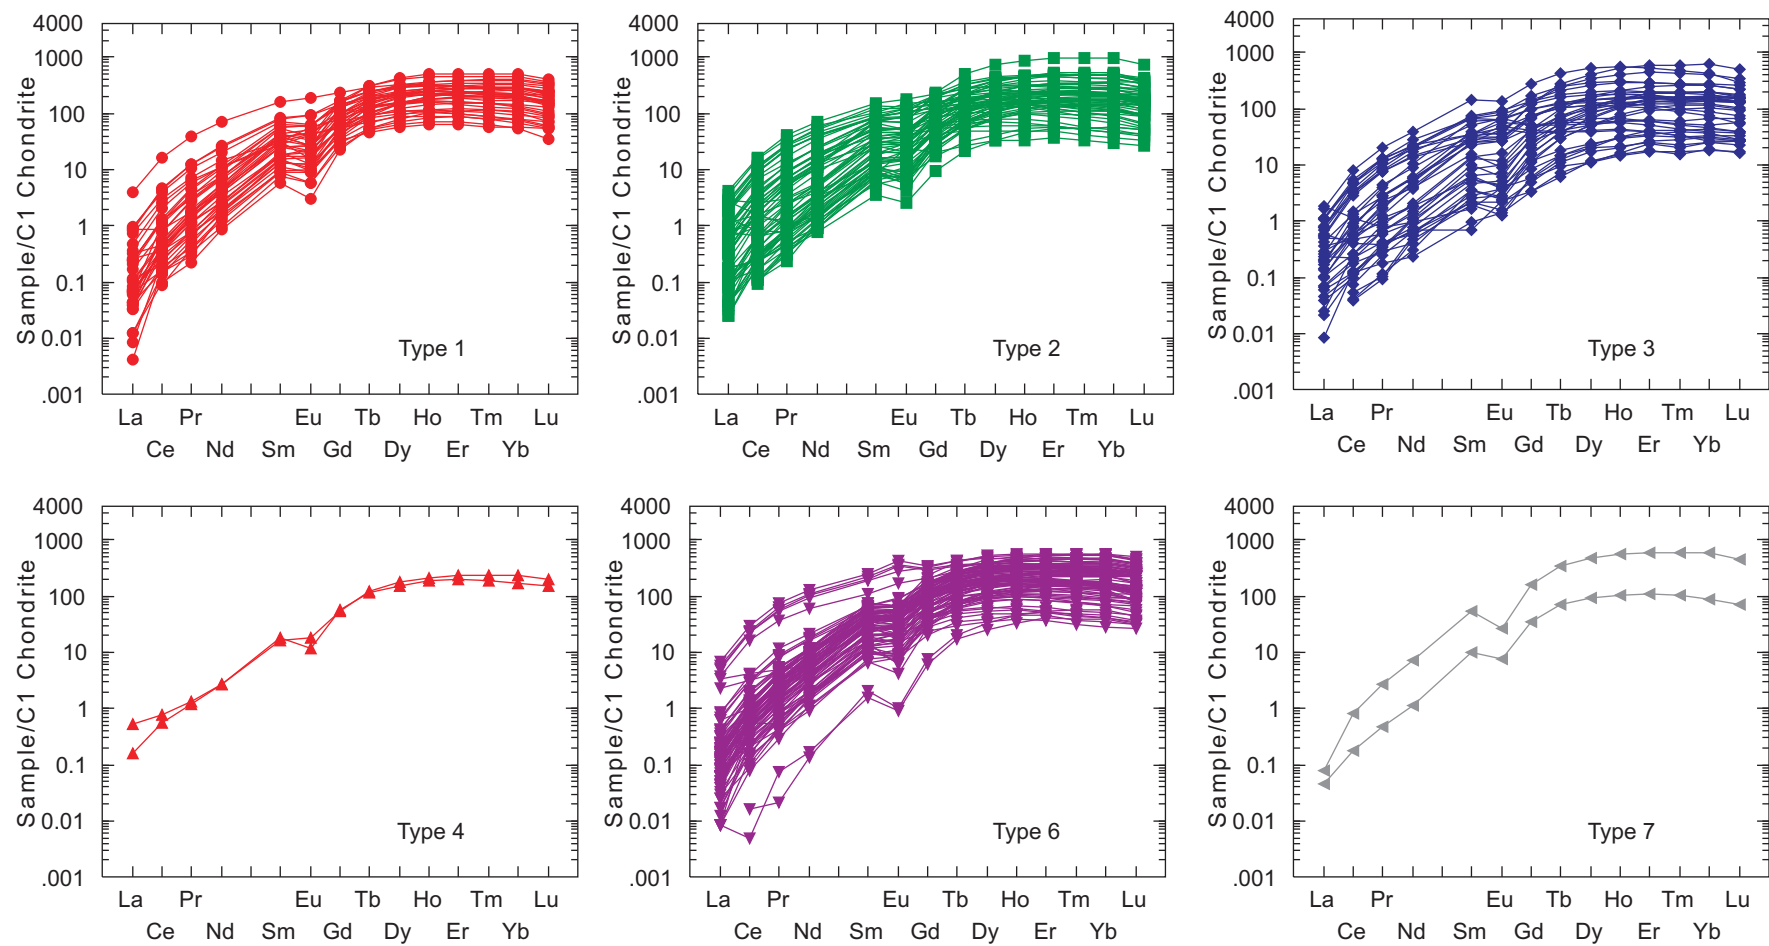 4000
1000
100
10
1
0.1
0.01
.001
Sample/C1 Chondrite
Type 1
La Pr Eu Tb Ho Tm Lu
Ce Nd Sm Gd Dy Er Yb
4000
1000
100
10
1
0.1
0.01
.001
Sample/C1 Chondrite
Type 2
La Pr Eu Tb Ho Tm Lu
Ce Nd Sm Gd Dy Er Yb
4000
1000
100
10
1
0.1
0.01
.001
Sample/C1 Chondrite
Type 3
La Pr Eu Tb Ho Tm Lu
Ce Nd Sm Gd Dy Er Yb
4000
1000
100
10
1
0.1
0.01
.001
Sample/C1 Chondrite
Type 4
La Pr Eu Tb Ho Tm Lu
Ce Nd Sm Gd Dy Er Yb
4000
1000
100
10
1
0.1
0.01
.001
Sample/C1 Chondrite
Type 6
La Pr Eu Tb Ho Tm Lu
Ce Nd Sm Gd Dy Er Yb
4000
1000
100
10
1
0.1
0.01
.001
Sample/C1 Chondrite
Type 7
La Pr Eu Tb Ho Tm Lu
Ce Nd Sm Gd Dy Er Yb